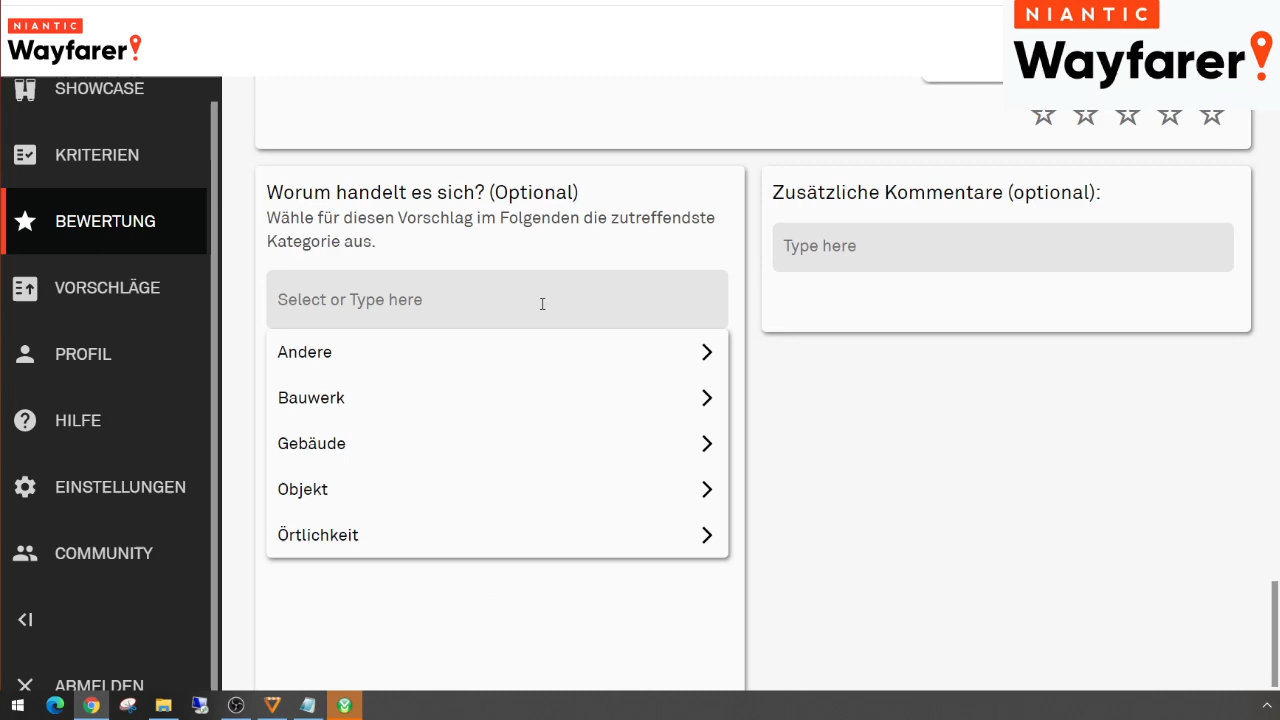 NIANTIC
Wayfarer
NIANTIC
Wayfarer
SHOWCASE
KRITERIEN
BEWERTUNG
VORSCHLÄGE
PROFIL
HILFE
EINSTELLUNGEN
COMMUNITY
ABMELDEN
Worum handelt es sich? (Optional)
Wähle für diesen Vorschlag im Folgenden die zutreffendste
Kategorie aus.
Select or Type here
Andere
Bauwerk
Gebäude
Objekt
Örtlichkeit
Zusätzliche Kommentare (optional):
Type here